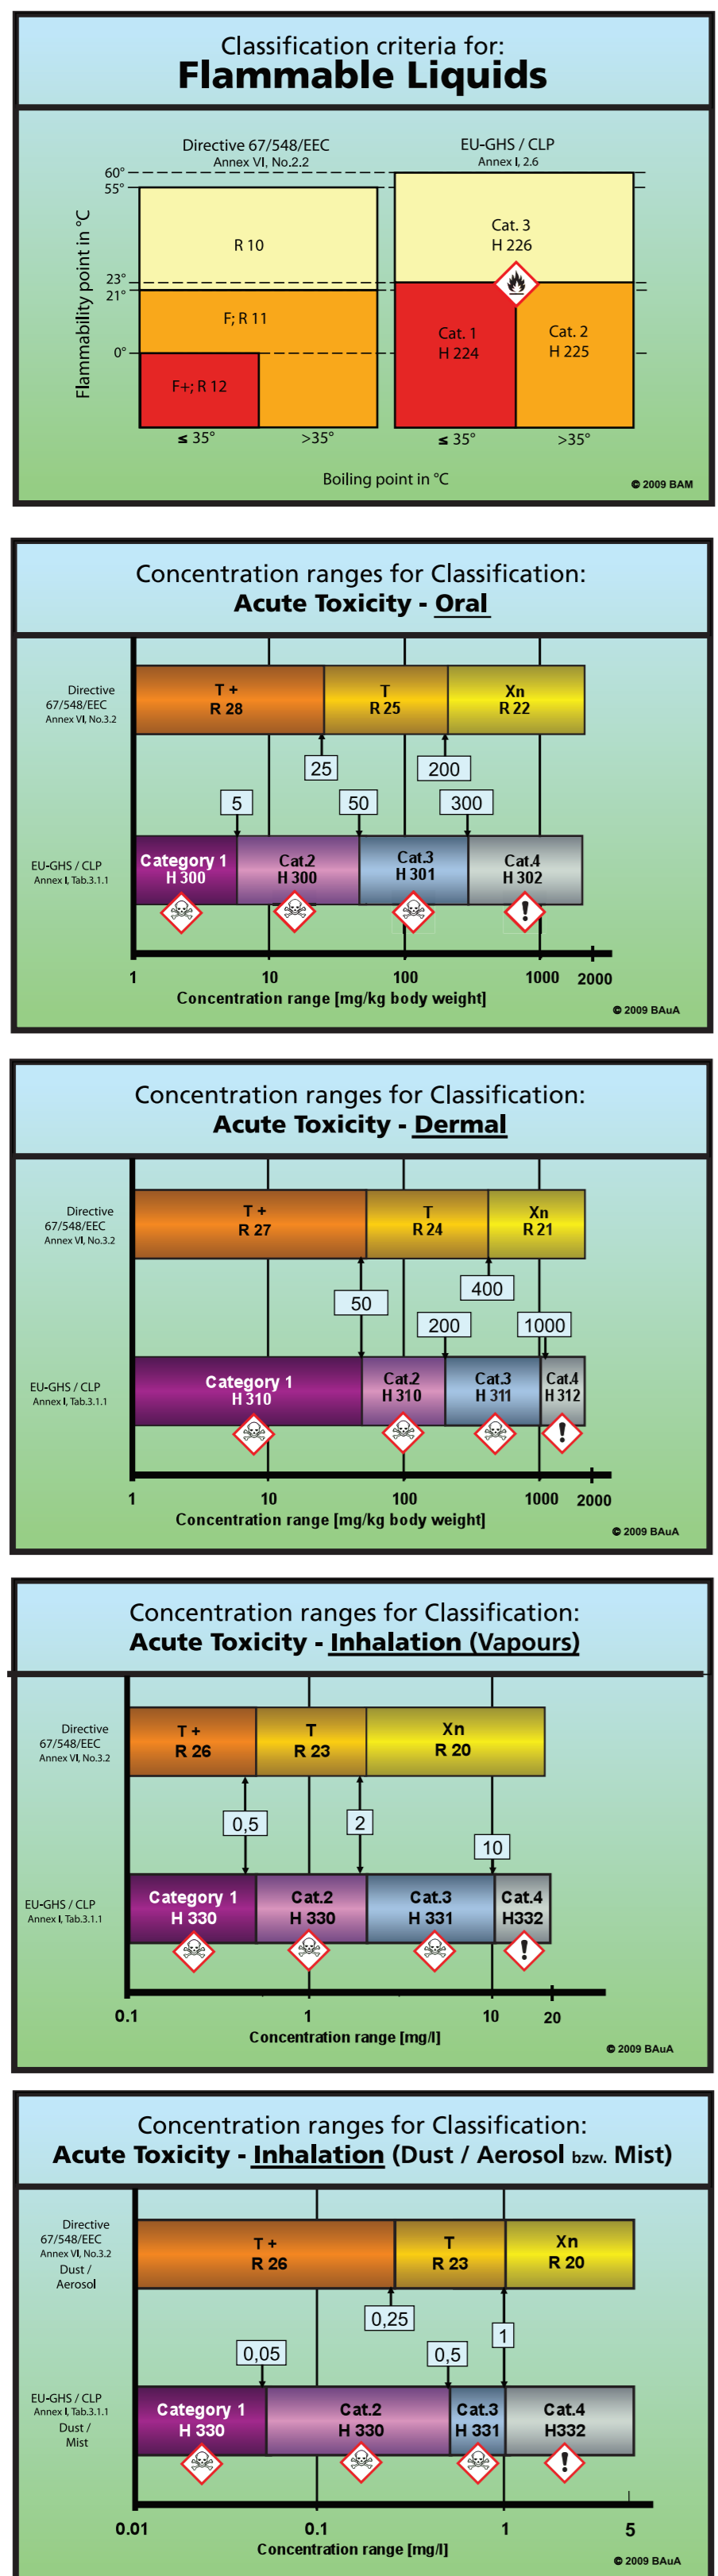 Classification criteria for:
Flammable Liquids
Directive 67/548/EEC
Annex VI, No.2.2
EU-GHS / CLP
Annex I, 2.6
Flammability point in °C
60°
55°
23°
21°
0°
R 10
F; R 11
F+; R 12
Cat. 3
H 226
Cat. 1
H 224
Cat. 2
H 225
≤ 35°
>35°
≤ 35°
>35°
Boiling point in °C
© 2009 BAM
Concentration ranges for Classification:
Acute Toxicity - Oral
Directive
67/548/EEC
Annex VI, No.3.2
T +
R 28
T
R 25
Xn
R 22
25
200
5
50
300
EU-GHS / CLP
Annex I, Tab.3.1.1
Category 1
H 300
Cat.2
H 300
Cat.3
H 301
Cat.4
H 302
!
1
10
100
1000
2000
Concentration range [mg/kg body weight]
© 2009 BAuA
Concentration ranges for Classification:
Acute Toxicity - Dermal
Directive
67/548/EEC
Annex VI, No.3.2
T +
R 27
T
R 24
Xn
R 21
50
400
200
1000
EU-GHS / CLP
Annex I, Tab.3.1.1
Category 1
H 310
Cat.2
H 310
Cat.3
H 311
Cat.4
H 312
!
1
10
100
1000
2000
Concentration range [mg/kg body weight]
© 2009 BAuA
Concentration ranges for Classification:
Acute Toxicity - Inhalation (Vapours)
Directive
67/548/EEC
Annex VI, No.3.2
T +
R 26
T
R 23
Xn
R 20
0,5
2
10
EU-GHS / CLP
Annex I, Tab.3.1.1
Category 1
H 330
Cat.2
H 330
Cat.3
H 331
Cat.4
H332
!
0.1
1
10
20
Concentration range [mg/l]
© 2009 BAuA
Concentration ranges for Classification:
Acute Toxicity - Inhalation (Dust / Aerosol bzw. Mist)
Directive
67/548/EEC
Annex VI, No.3.2
Dust /
Aerosol
T +
R 26
T
R 23
Xn
R 20
0,25
1
0,05
0,5
EU-GHS / CLP
Annex I, Tab.3.1.1
Dust /
Mist
Category 1
H 330
Cat.2
H 330
Cat.3
H 331
Cat.4
H332
!
0.01
0.1
1
5
Concentration range [mg/l]
© 2009 BAuA